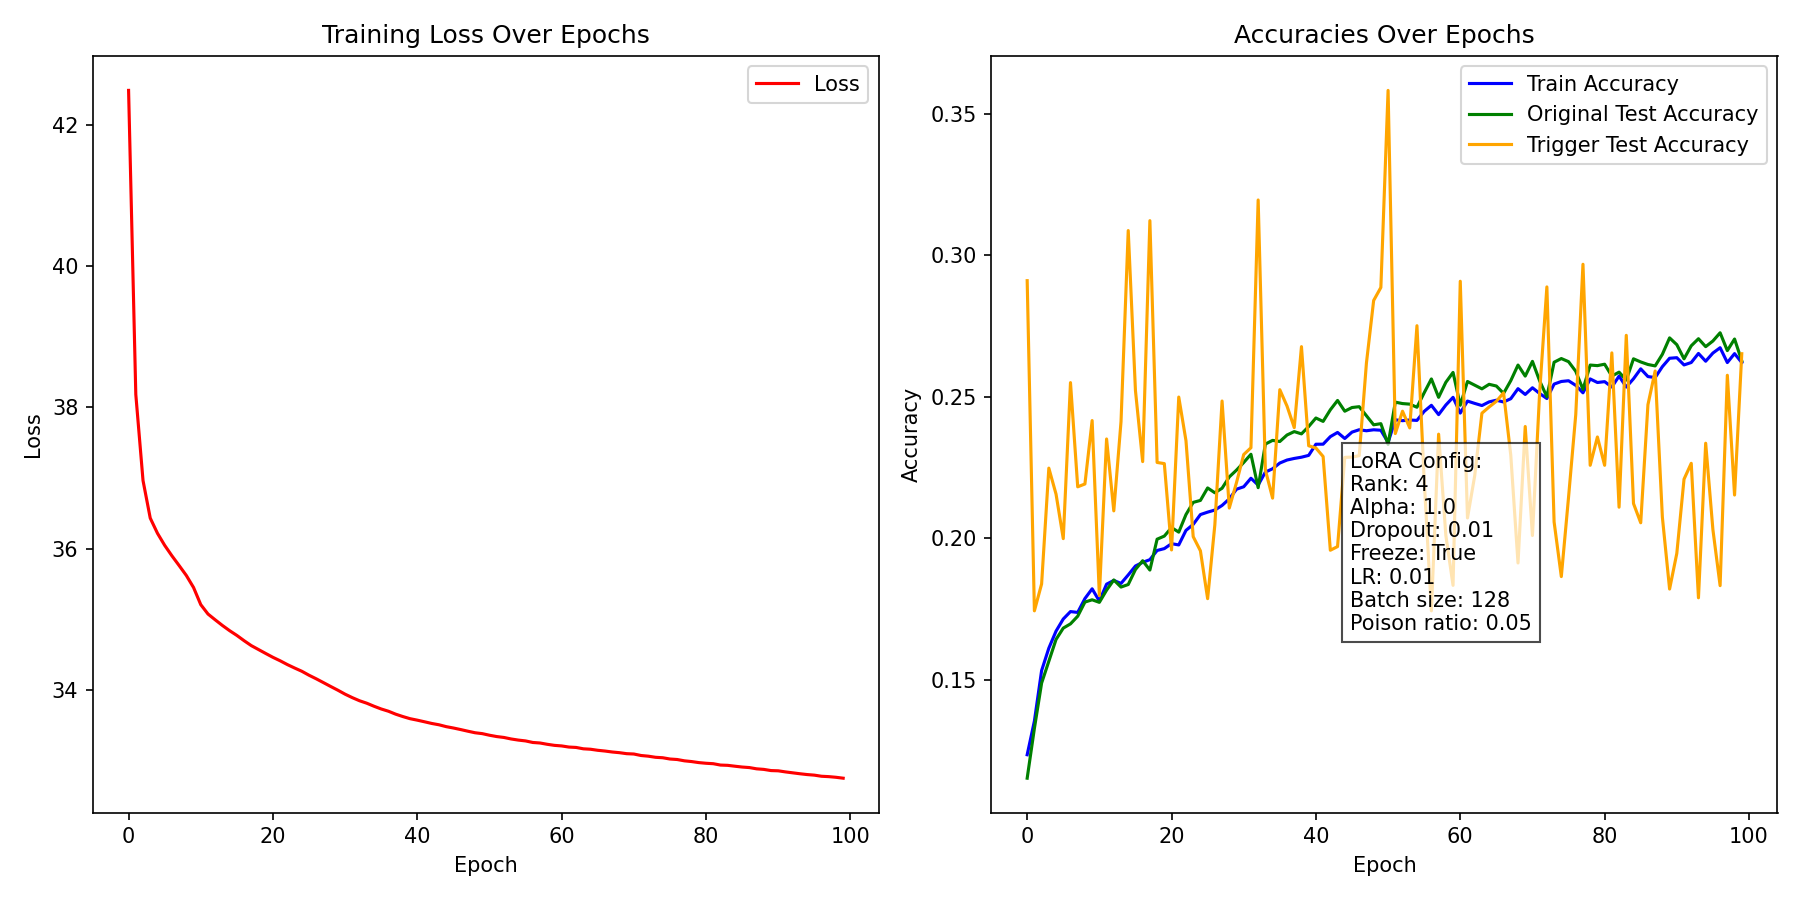 Training Loss Over Epochs
Loss
42
40
38
36
34
Loss
0
20
40
60
80
100
Epoch
Accuracies Over Epochs
Train Accuracy
Original Test Accuracy
Trigger Test Accuracy
0.35
0.30
0.25
0.20
0.15
Accuracy
LoRA Config:
Rank: 4
Alpha: 1.0
Dropout: 0.01
Freeze: True
LR: 0.01
Batch size: 128
Poison ratio: 0.05
0
20
40
60
80
100
Epoch